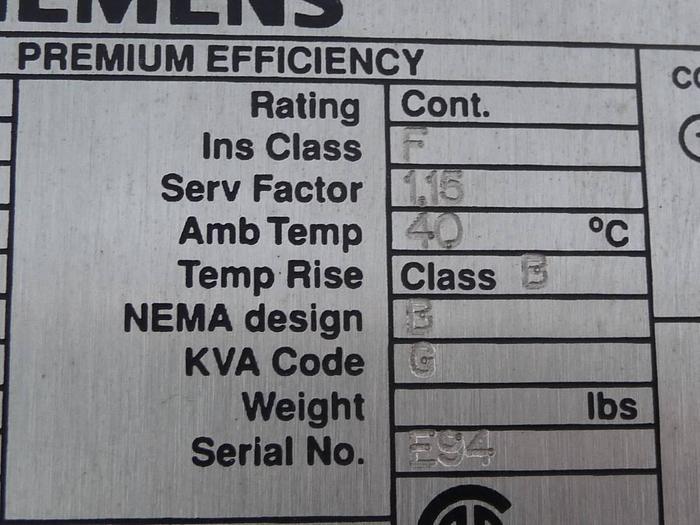 IEMENS
PREMIUM EFFICIENCY
Rating Cont.
Ins Class F
Serv Factor 1.15
Amb Temp 40 °C
Temp Rise Class B
NEMA design B
KVA Code G
Weight lbs
Serial No. E94